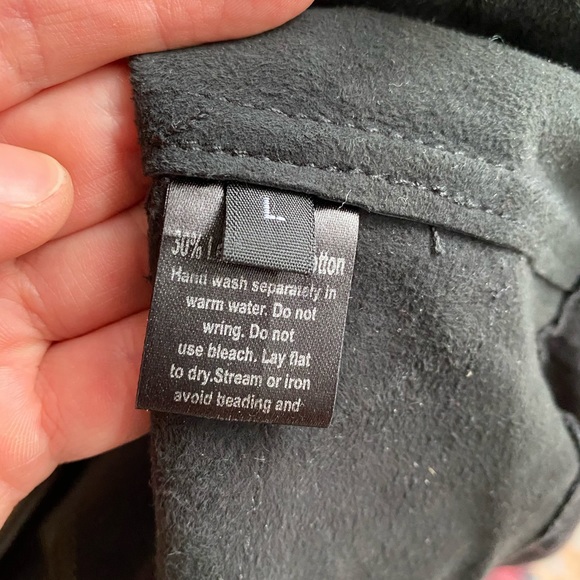 L
30%
Hand wash separately in
warm water. Do not
wring. Do not
use bleach. Lay flat
to dry.Stream or iron
avoid beading and